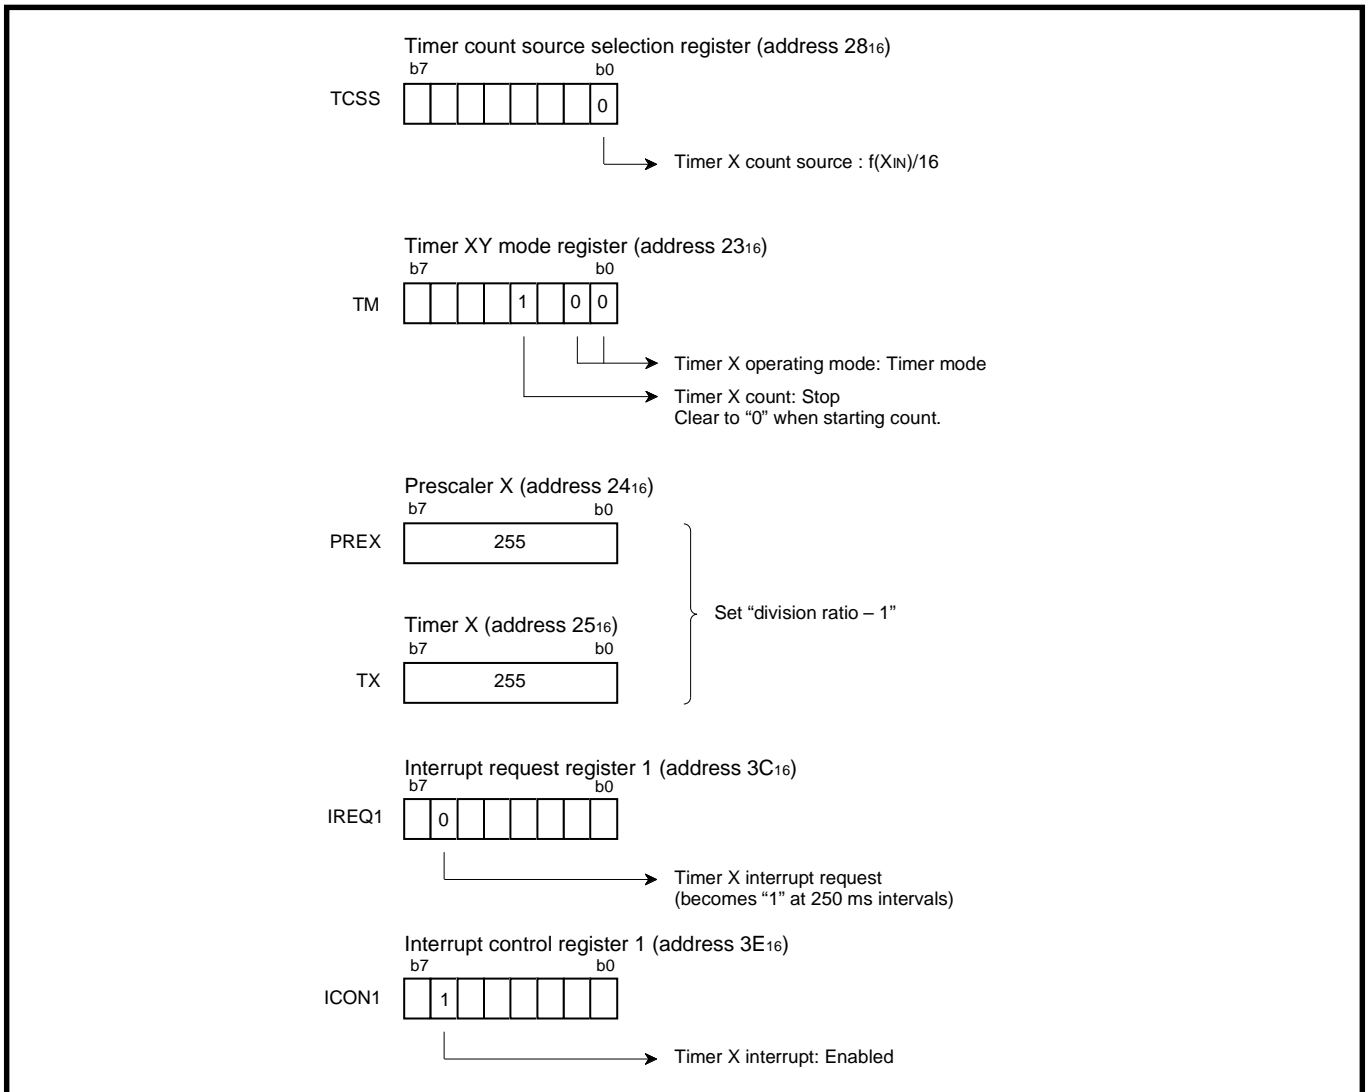 Timer count source selection register (address 28₁₆)
b7 b0
TCSS 0
Timer X count source : f(XIN)/16
Timer XY mode register (address 23₁₆)
b7 b0
TM 1 0 0
Timer X operating mode: Timer mode
Timer X count: Stop
Clear to “0” when starting count.
Prescaler X (address 24₁₆)
b7 b0
PREX 255
Set “division ratio – 1”
Timer X (address 25₁₆)
b7 b0
TX 255
Interrupt request register 1 (address 3C₁₆)
b7 b0
IREQ1 0
Timer X interrupt request
(becomes “1” at 250 ms intervals)
Interrupt control register 1 (address 3E₁₆)
b7 b0
ICON1 1
Timer X interrupt: Enabled